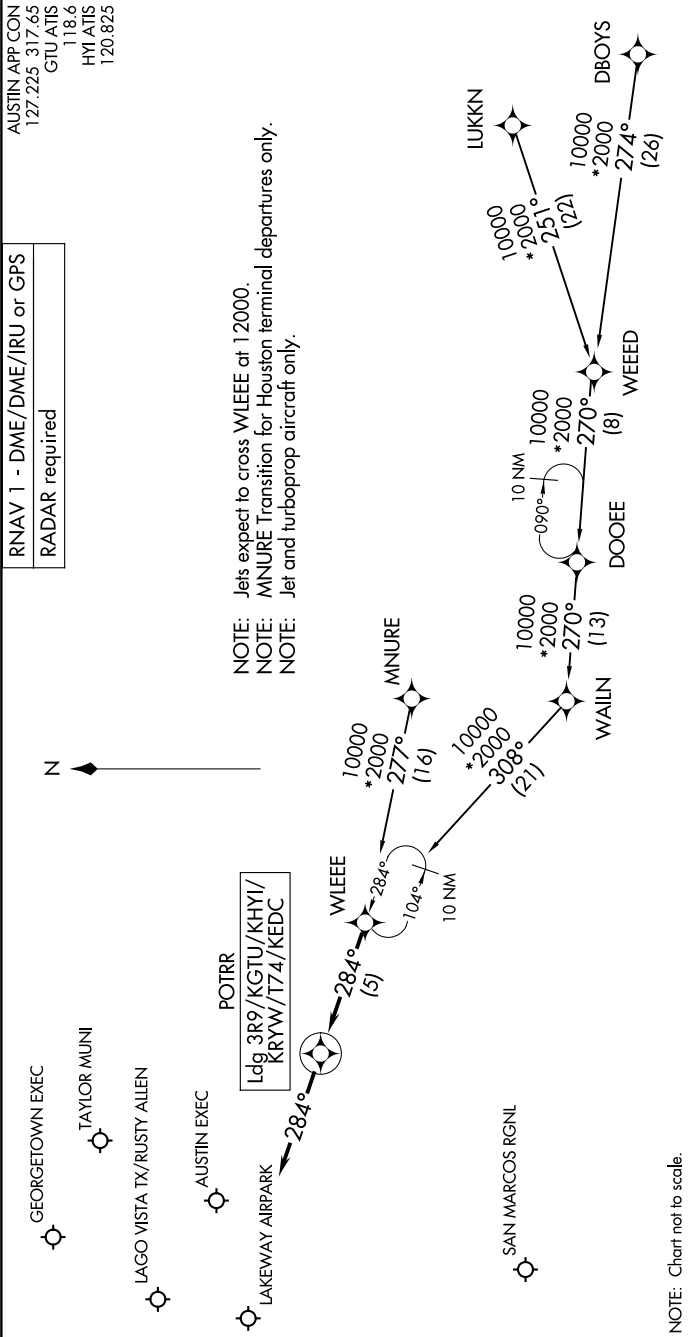 AUSTIN APP CON
127.225 317.65
GTU ATIS
118.6
HYI ATIS
120.825
RNAV 1 - DME/DME/IRU or GPS
RADAR required
NOTE: Jets expect to cross WLEEE at 12000.
NOTE: MNURE Transition for Houston terminal departures only.
NOTE: Jet and turboprop aircraft only.
N
GEORGETOWN EXEC
TAYLOR MUNI
LAGO VISTA TX/RUSTY ALLEN
AUSTIN EXEC
LAKEWAY AIRPARK
SAN MARCOS RGNL
POTRR
Ldg 3R9/KGTU/KHYI/
KRYW/T74/KEDC
284°
284°
(5)
WLEEE
284°
104°
10 NM
MNURE
10000
*2000
277°
(16)
10000
*2000
308°
(21)
WAILN
10000
*2000
270°
(13)
DOOEE
10 NM
090°
10000
*2000
270°
(8)
WEEED
LUKKN
10000
*2000
251°
(22)
DBOYS
10000
*2000
274°
(26)
NOTE: Chart not to scale.